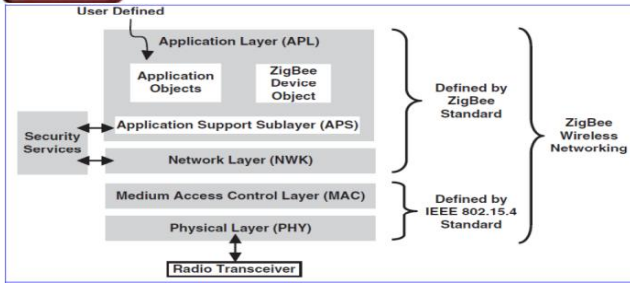 User Defined
Application Layer (APL)
Application
Objects
ZigBee
Device
Object
Application Support Sublayer (APS)
Security
Services
Network Layer (NWK)
Medium Access Control Layer (MAC)
Physical Layer (PHY)
Radio Transceiver
Defined by
ZigBee
Standard
Defined by
IEEE 802.15.4
Standard
ZigBee
Wireless
Networking